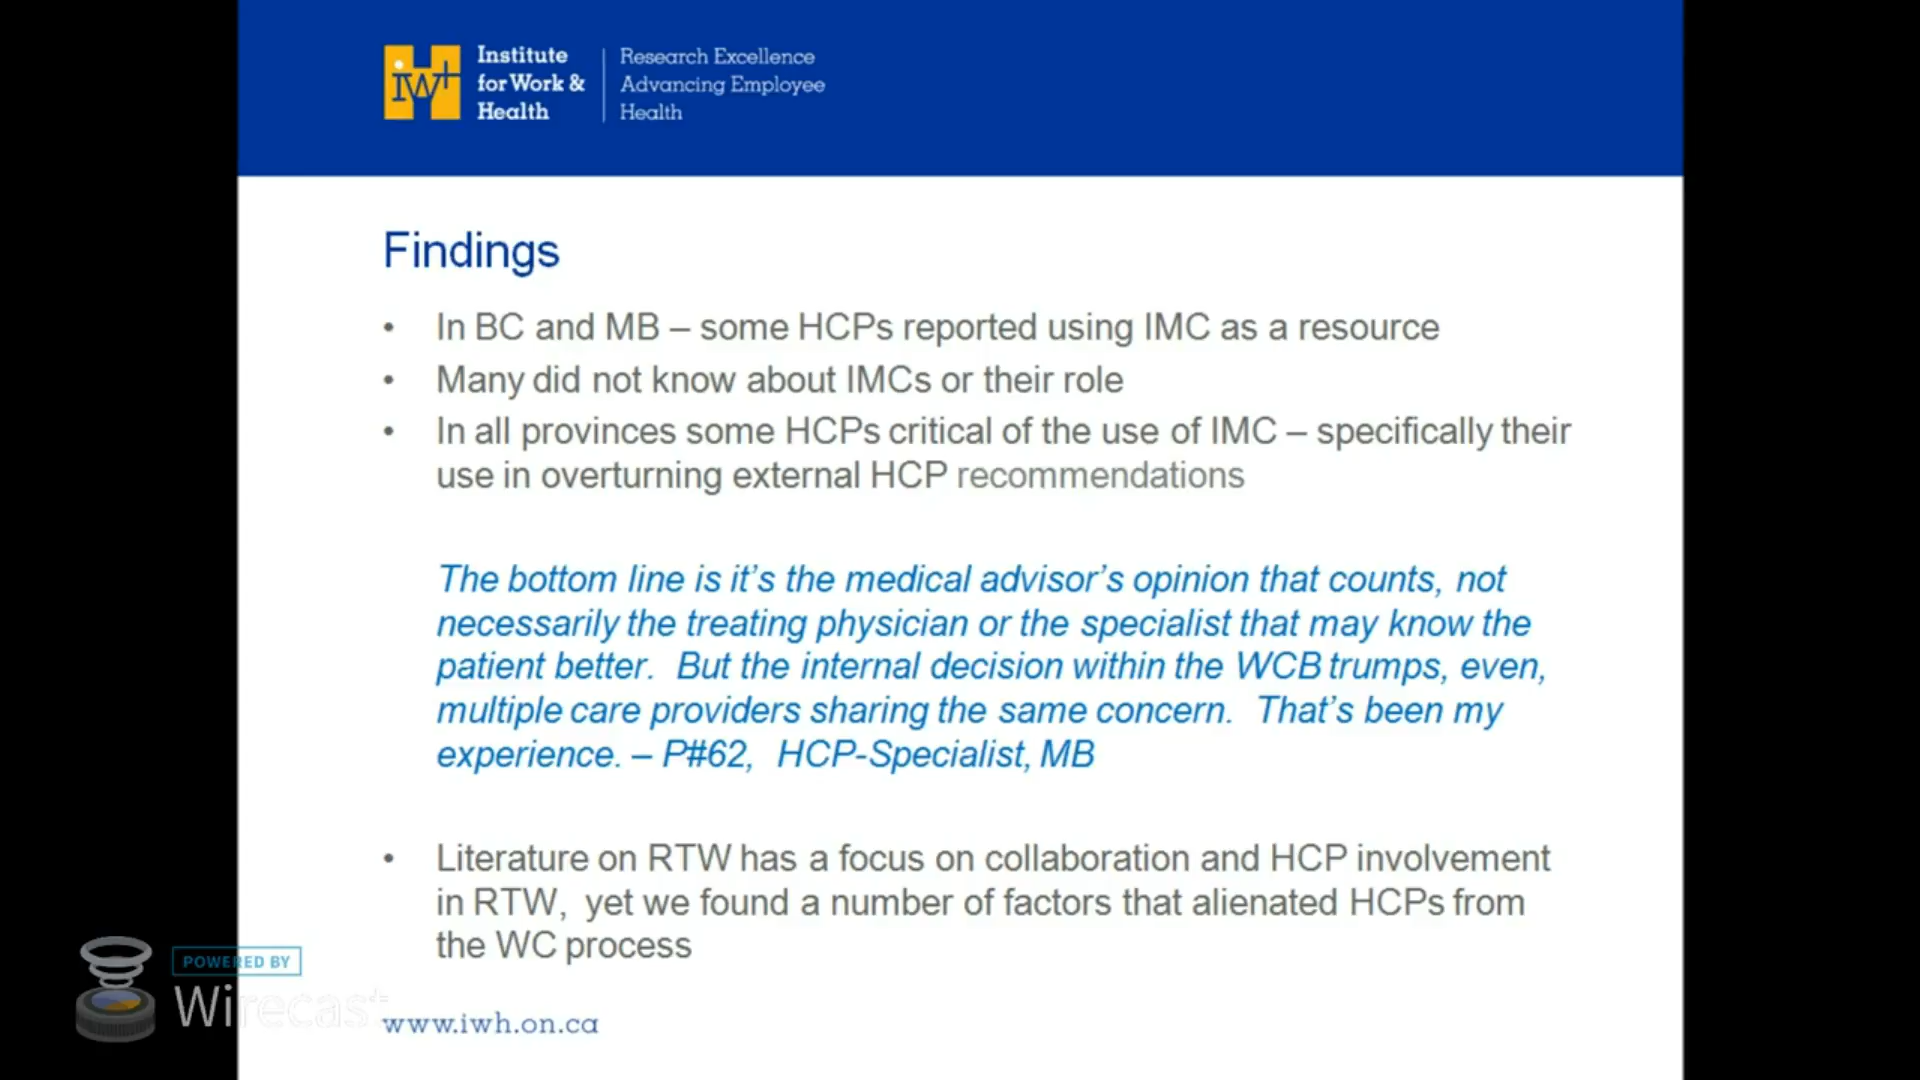 iw+
Institute
for Work &
Health
Research Excellence
Advancing Employee
Health
Findings
• In BC and MB – some HCPs reported using IMC as a resource
• Many did not know about IMCs or their role
• In all provinces some HCPs critical of the use of IMC – specifically their
use in overturning external HCP recommendations
The bottom line is it’s the medical advisor’s opinion that counts, not
necessarily the treating physician or the specialist that may know the
patient better.  But the internal decision within the WCB trumps, even,
multiple care providers sharing the same concern.  That’s been my
experience. – P#62,  HCP-Specialist, MB
• Literature on RTW has a focus on collaboration and HCP involvement
in RTW,  yet we found a number of factors that alienated HCPs from
the WC process
POWERED BY
Wirecast
www.iwh.on.ca